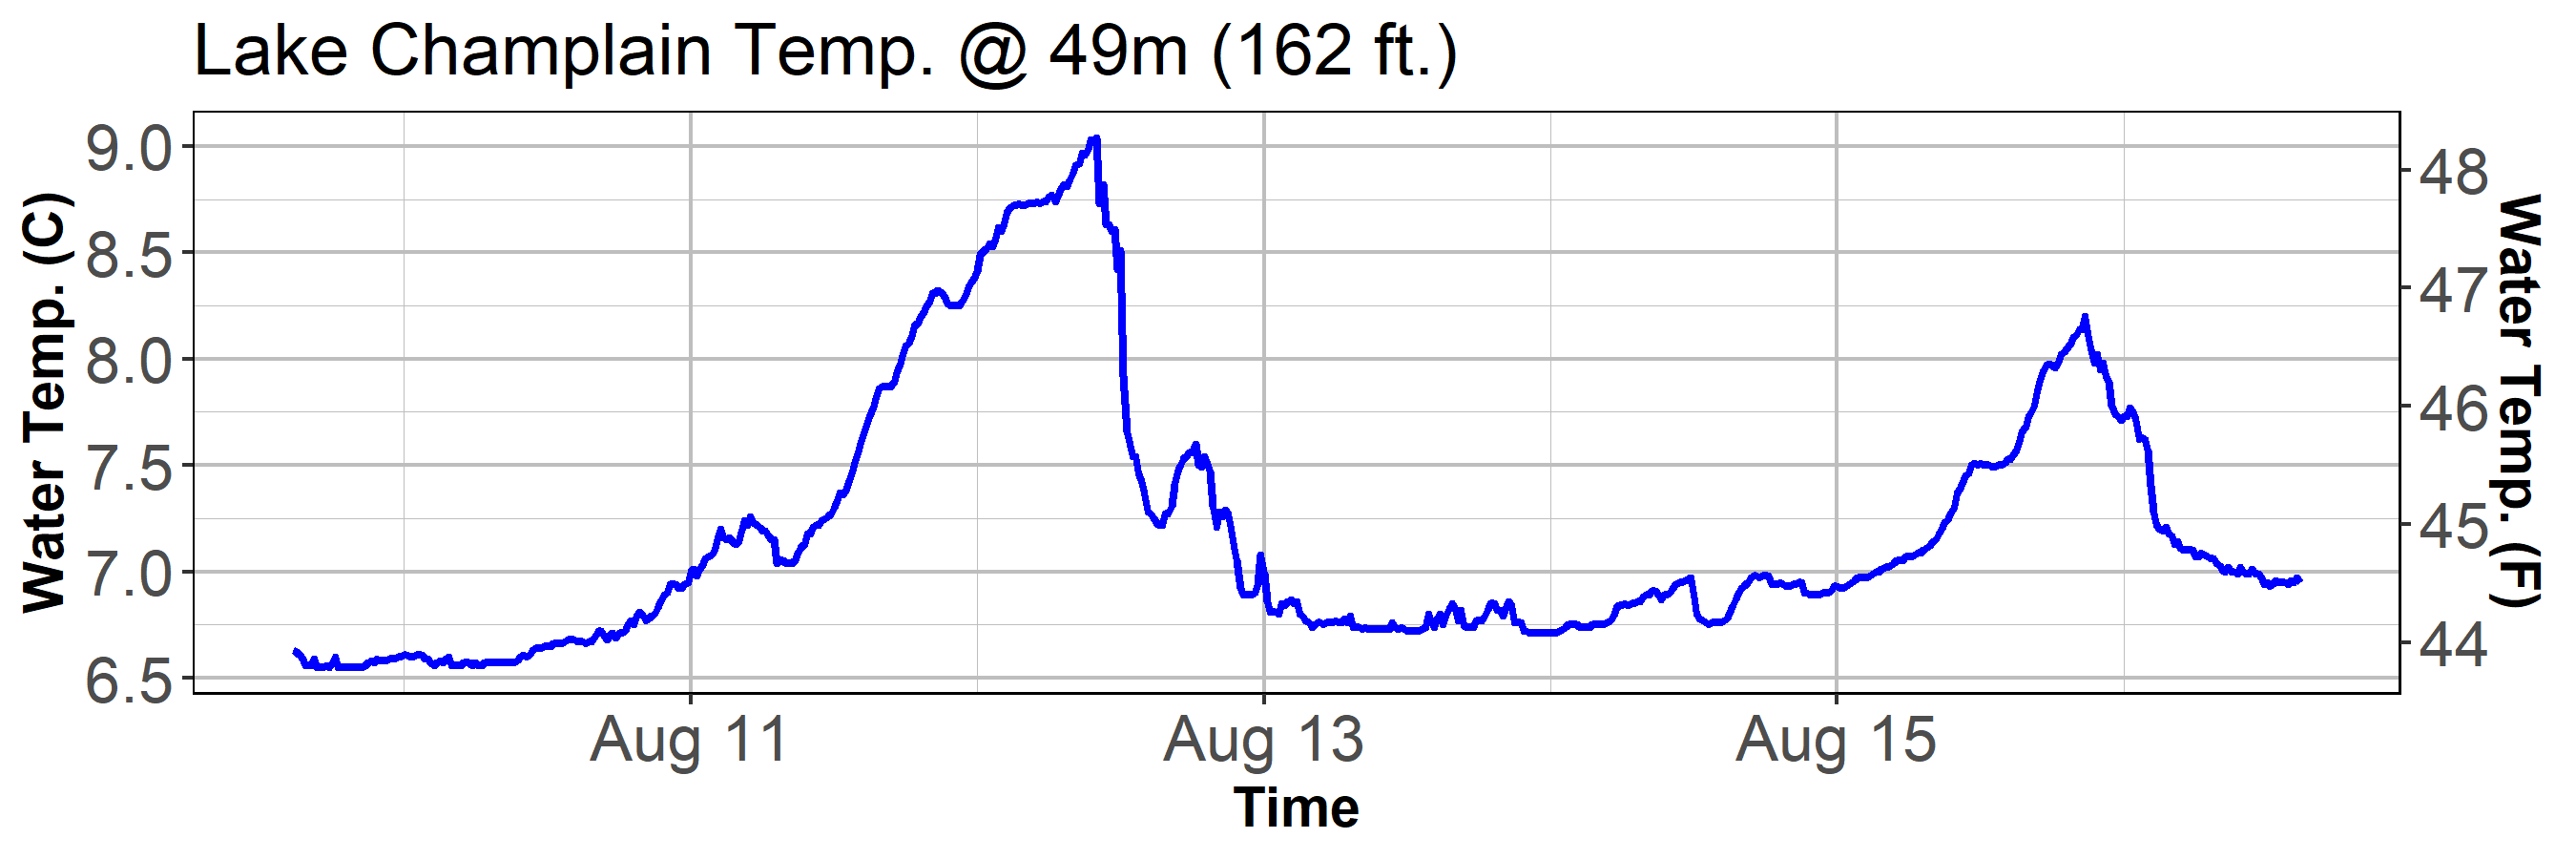 Lake Champlain Temp. @ 49m (162 ft.)
Water Temp. (C)
9.0
8.5
8.0
7.5
7.0
6.5
48
47
46
45
44
Water Temp. (F)
Aug 11
Aug 13
Aug 15
Time